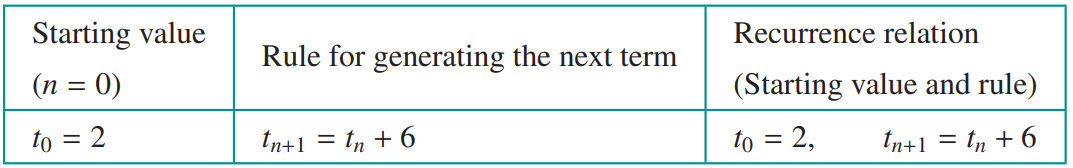 Starting value
(n = 0)
Rule for generating the next term
Recurrence relation
(Starting value and rule)
t₀ = 2
tₙ₊₁ = tₙ + 6
t₀ = 2, tₙ₊₁ = tₙ + 6